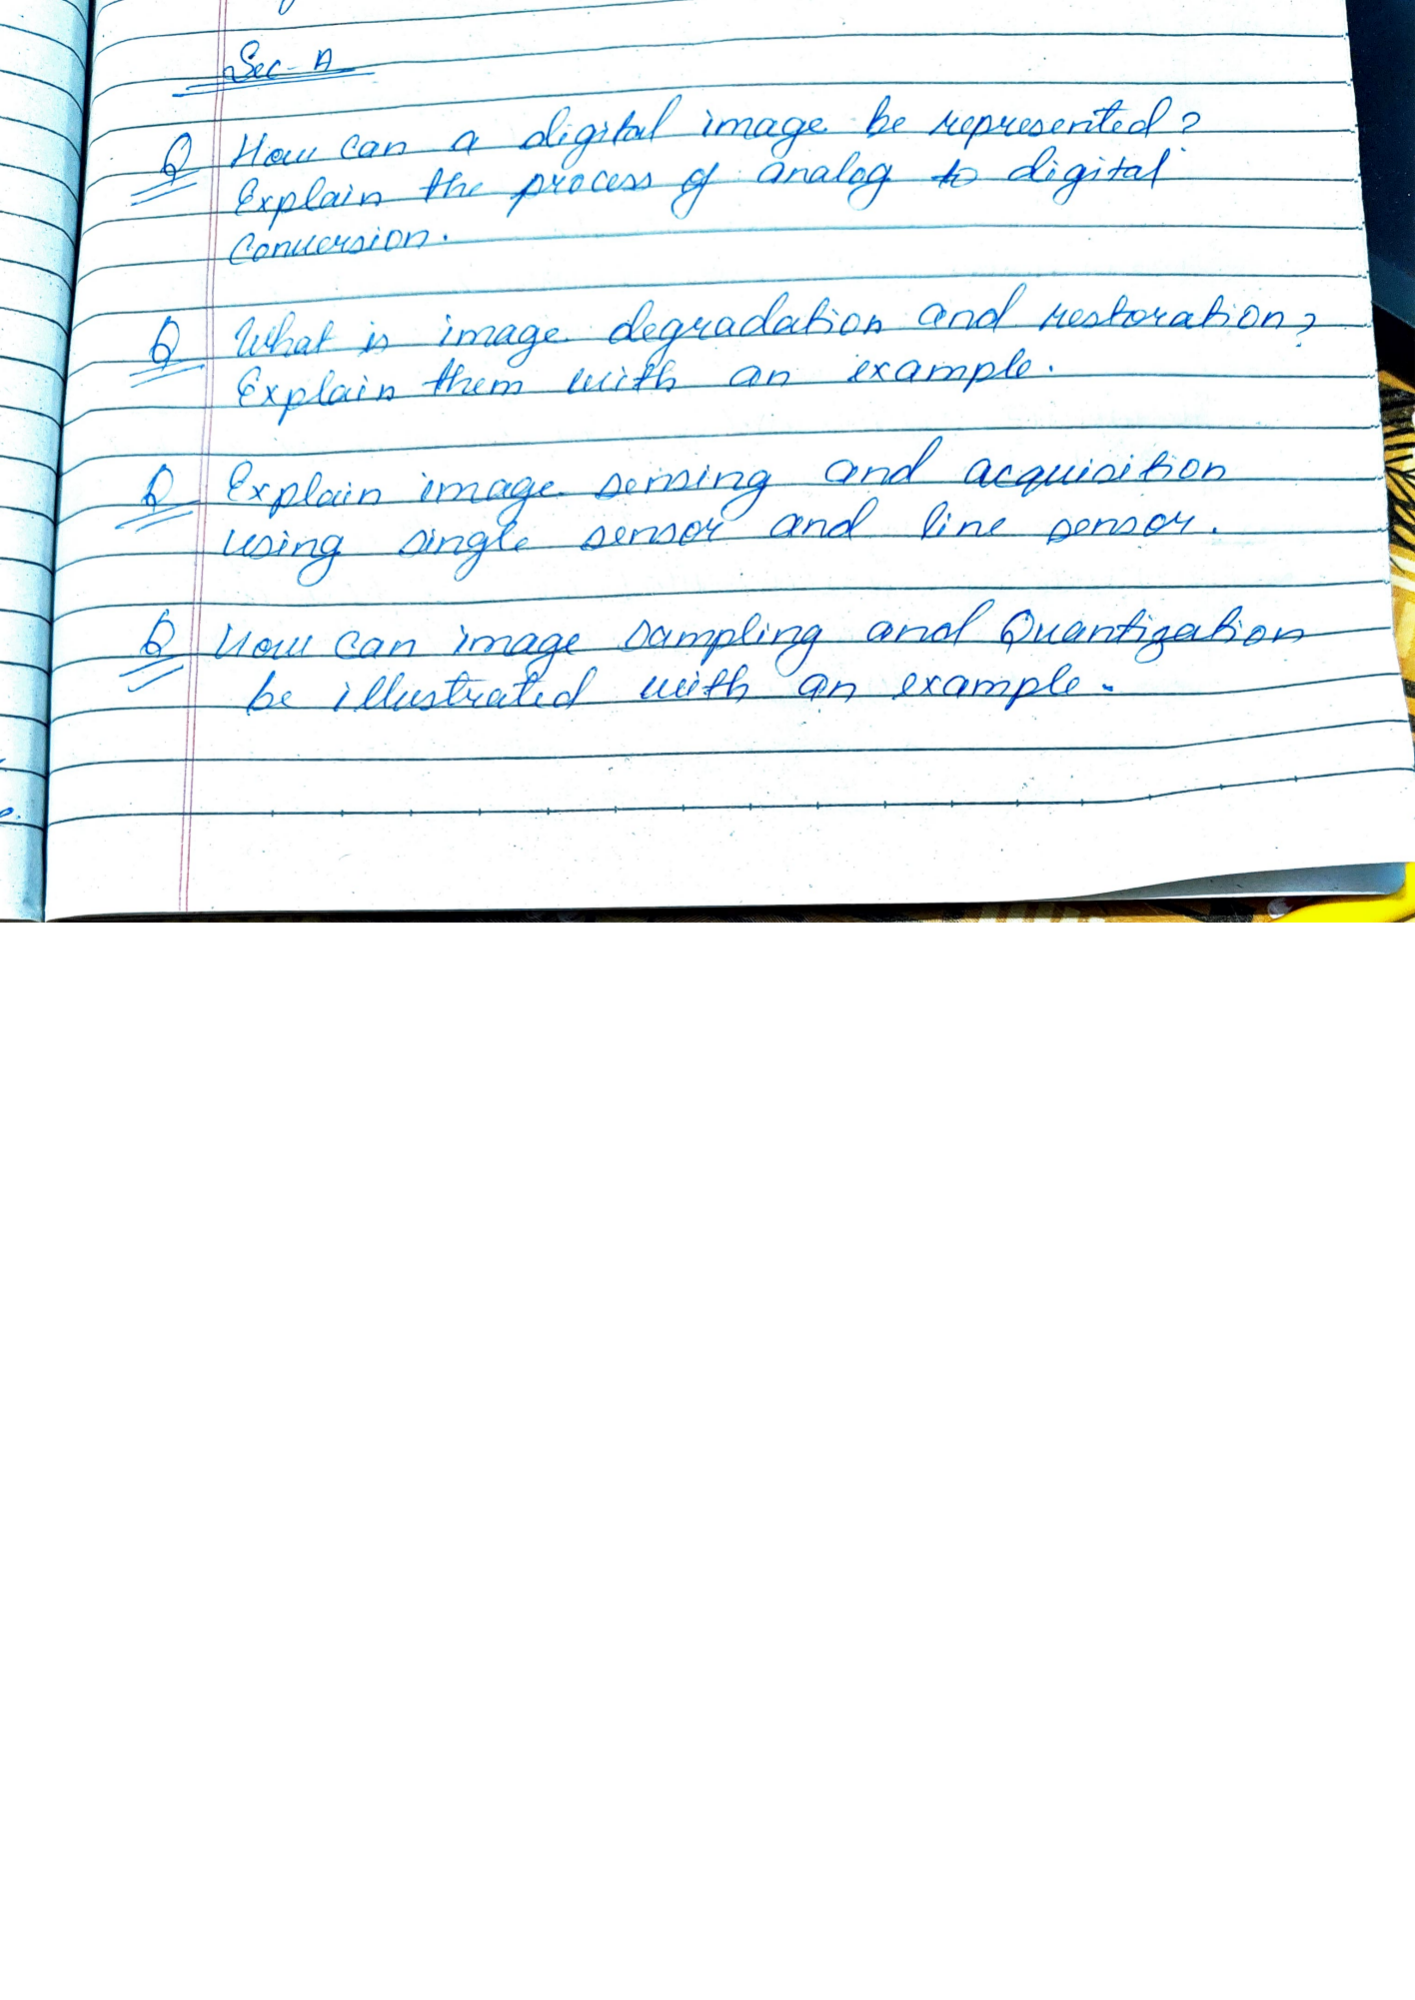 Sec-A
Q How can a digital image be represented?
Explain the process of analog to digital
Conversion.
Q What is image degradation and restoration?
Explain them with an example.
Q Explain image sensing and acquisition
using single sensor and line sensor.
Q How can image sampling and Quantization
be illustrated with an example.